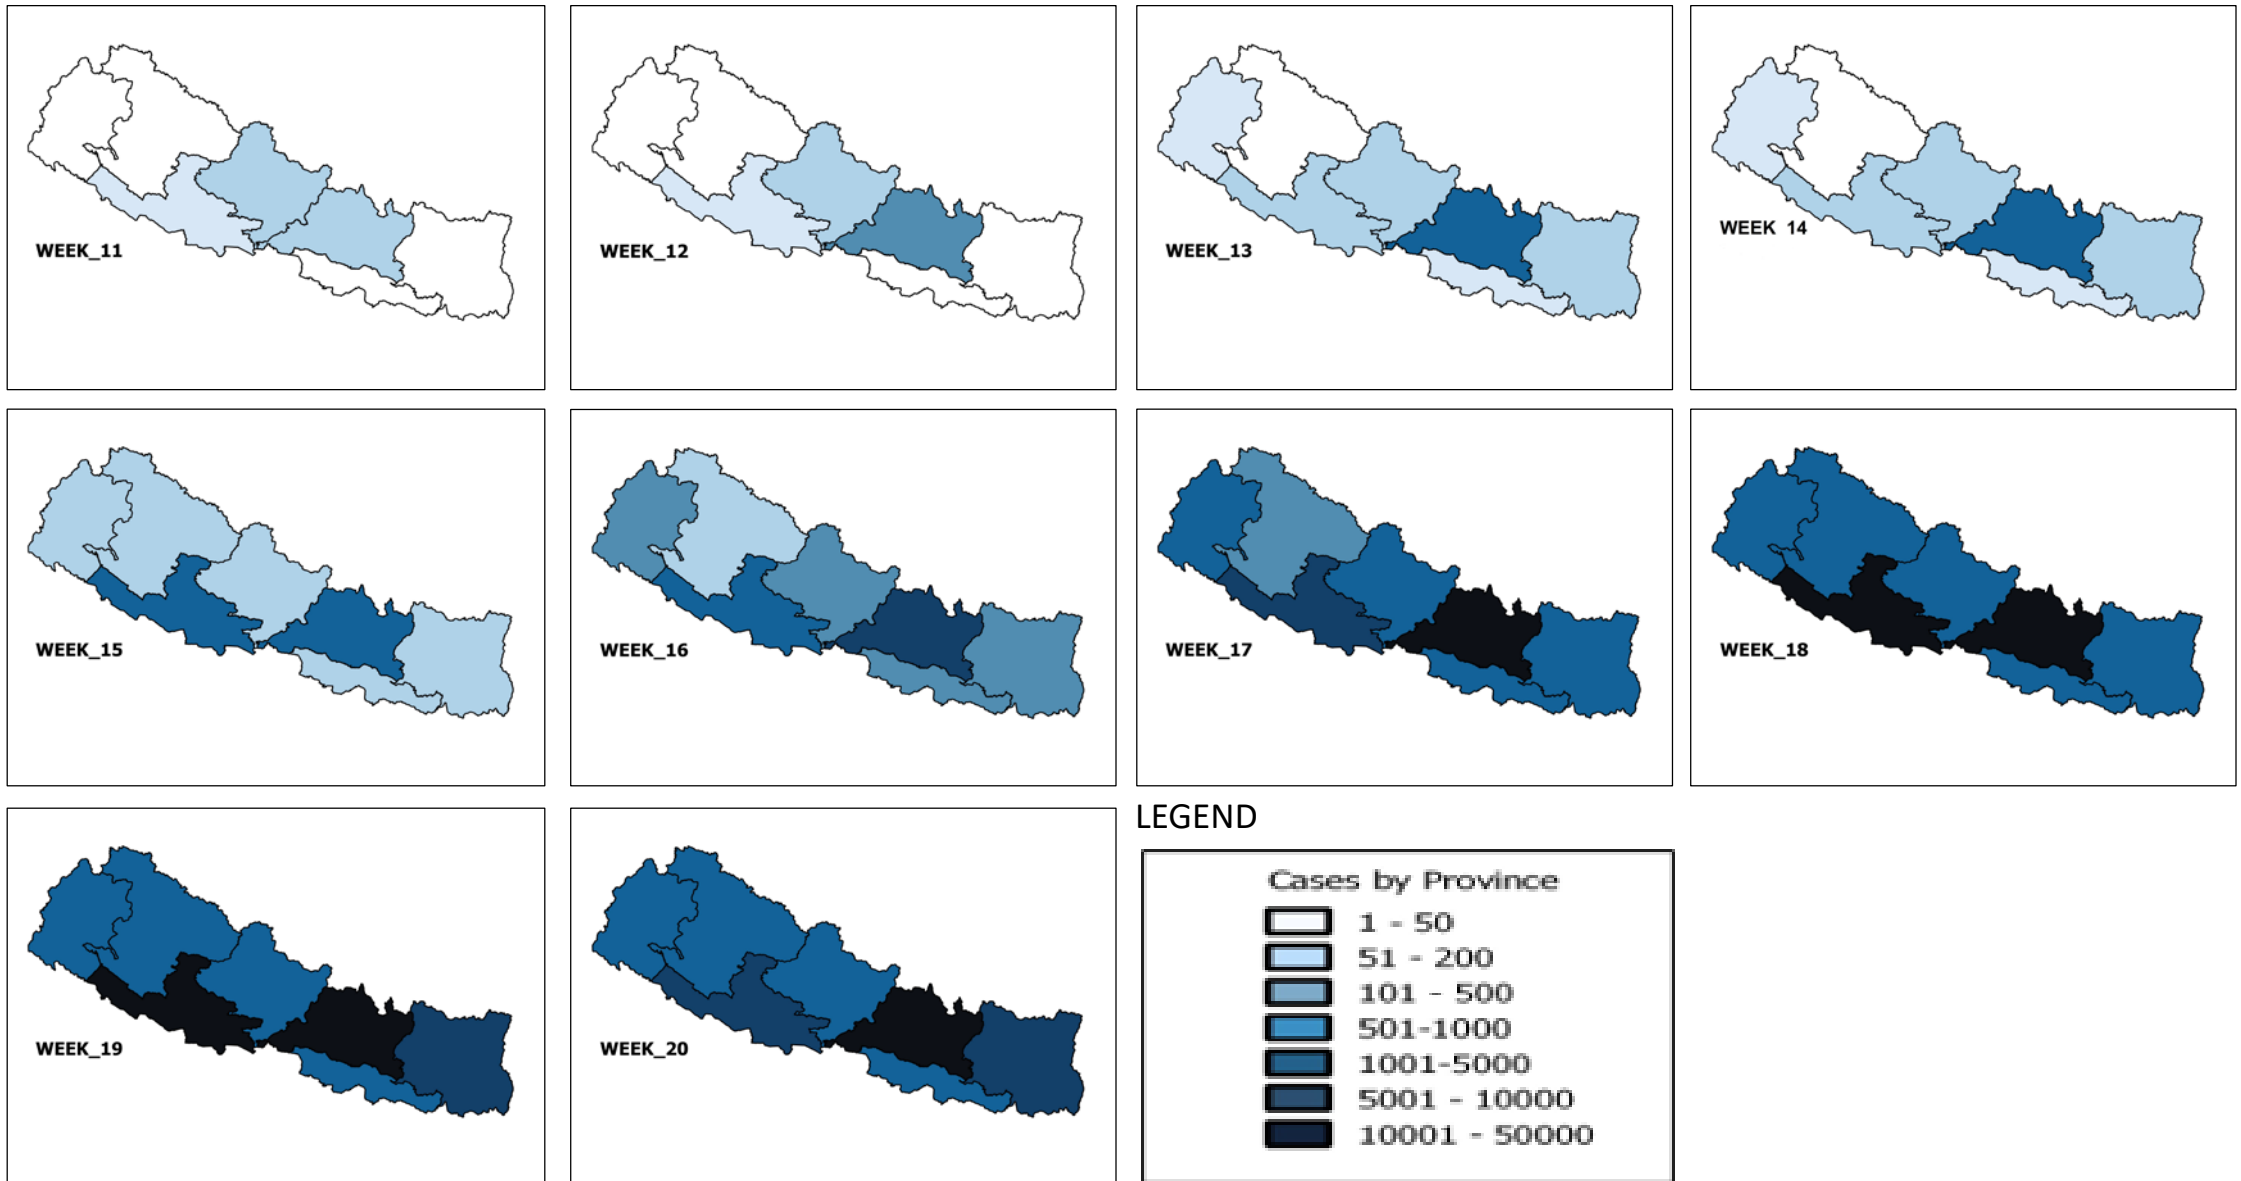 WEEK_11
WEEK_12
WEEK_13
WEEK 14
WEEK_15
WEEK_16
WEEK_17
WEEK_18
WEEK_19
WEEK_20
LEGEND
Cases by Province
1 - 50
51 - 200
101 - 500
501-1000
1001-5000
5001 - 10000
10001 - 50000